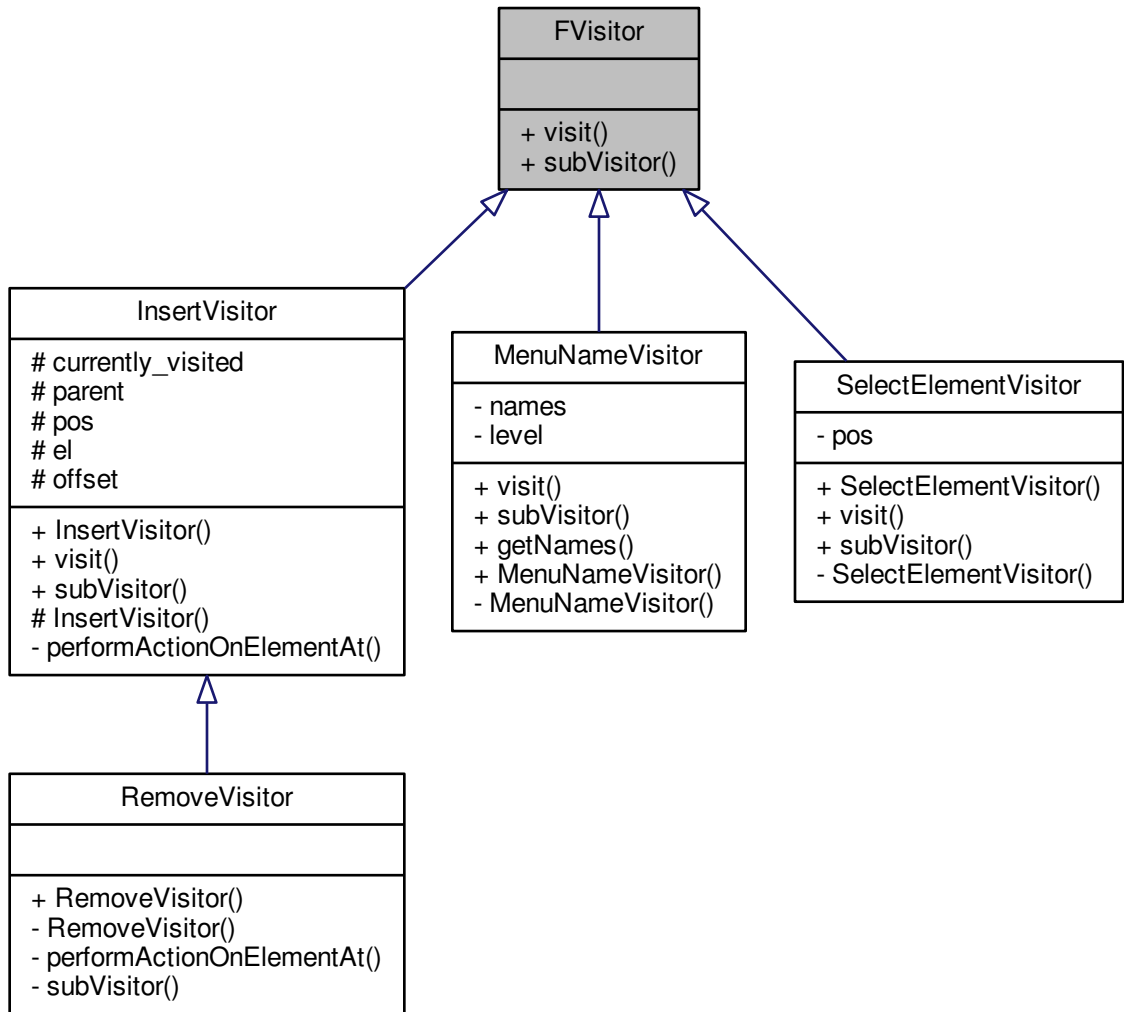 FVisitor
+ visit()
+ subVisitor()
InsertVisitor
# currently_visited
# parent
# pos
# el
# offset
+ InsertVisitor()
+ visit()
+ subVisitor()
# InsertVisitor()
- performActionOnElementAt()
MenuNameVisitor
- names
- level
+ visit()
+ subVisitor()
+ getNames()
+ MenuNameVisitor()
- MenuNameVisitor()
SelectElementVisitor
- pos
+ SelectElementVisitor()
+ visit()
+ subVisitor()
- SelectElementVisitor()
RemoveVisitor
+ RemoveVisitor()
- RemoveVisitor()
- performActionOnElementAt()
- subVisitor()